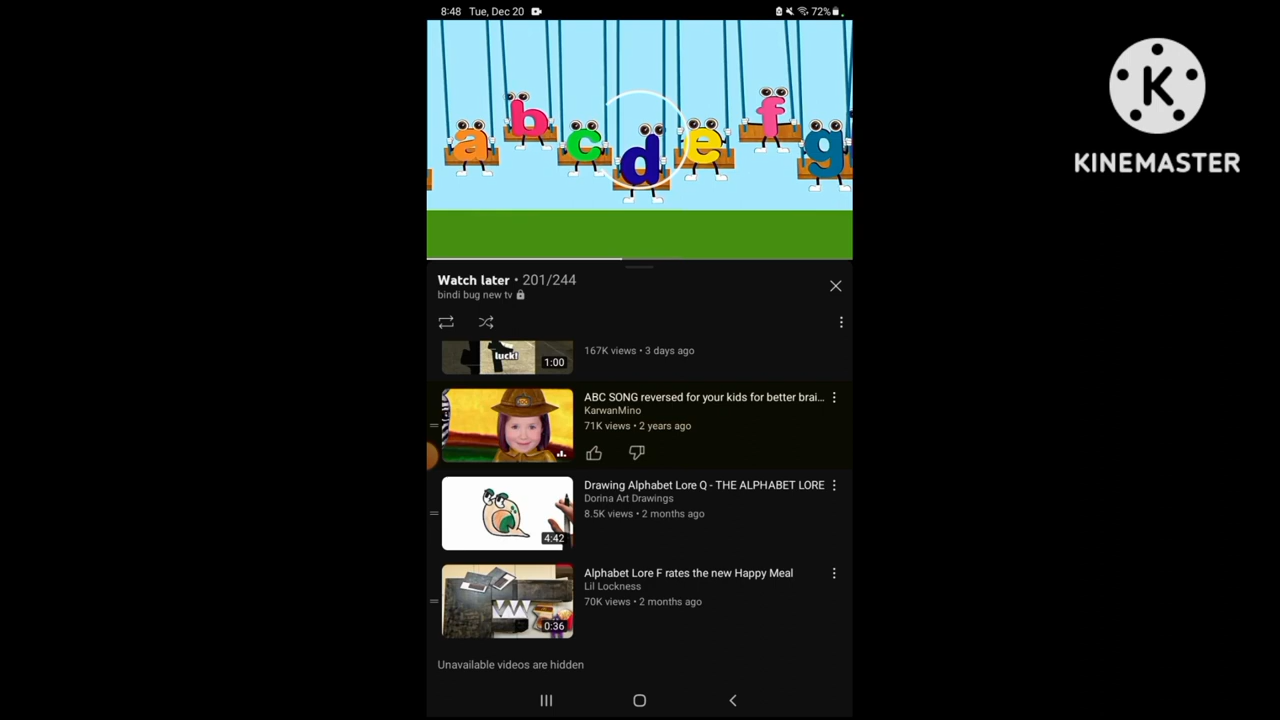 8:48 Tue, Dec 20
72%
K
KINEMASTER
a b c d e f g
Watch later • 201/244
bindi bug new tv
luck!
1:00
167K views • 3 days ago
ABC SONG reversed for your kids for better brai...
KarwanMino
71K views • 2 years ago
Drawing Alphabet Lore Q - THE ALPHABET LORE
Dorina Art Drawings
8.5K views • 2 months ago
4:42
Alphabet Lore F rates the new Happy Meal
Lil Lockness
70K views • 2 months ago
0:36
Unavailable videos are hidden